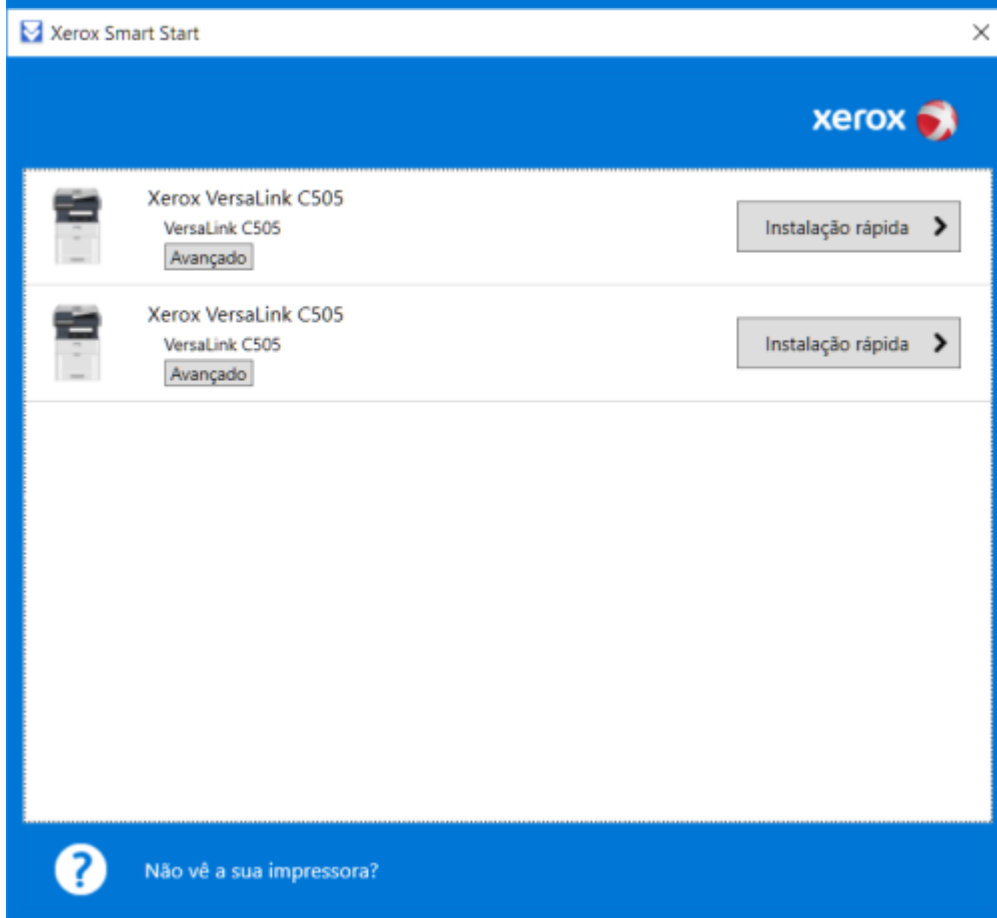 Xerox Smart Start
xerox
Xerox VersaLink C505
VersaLink C505
Avançado
Instalação rápida
Xerox VersaLink C505
VersaLink C505
Avançado
Instalação rápida
? Não vê a sua impressora?